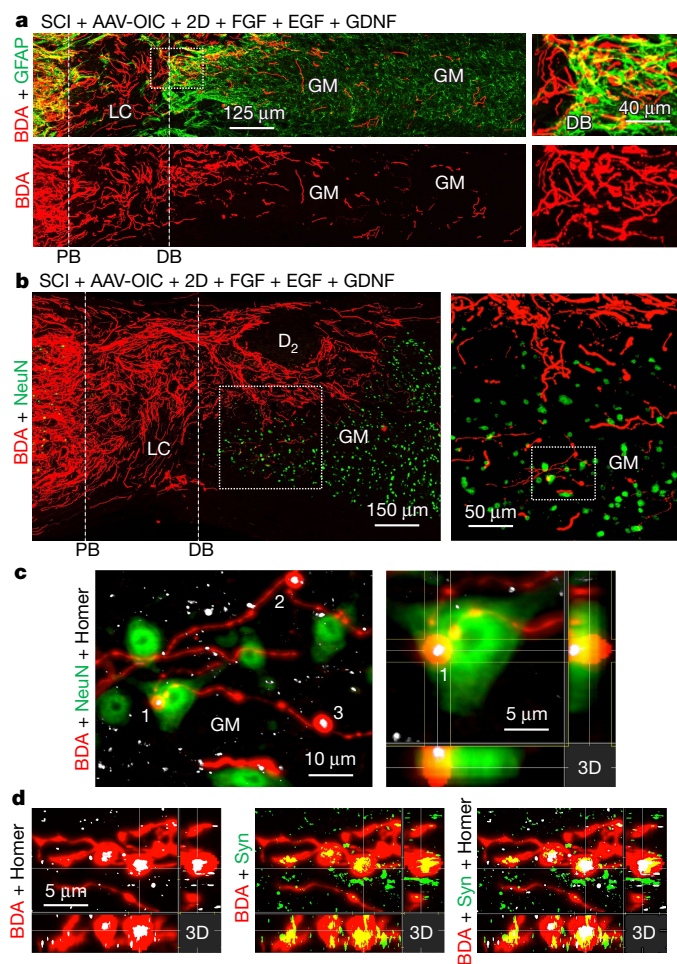 a SCI + AAV-OIC + 2D + FGF + EGF + GDNF
BDA + GFAP
LC
125 μm
GM
GM
DB
40 μm
BDA
GM
GM
PB
DB
b SCI + AAV-OIC + 2D + FGF + EGF + GDNF
BDA + NeuN
D2
LC
GM
150 μm
PB
DB
GM
50 μm
c
BDA + NeuN + Homer
2
1
3
GM
10 μm
1
5 μm
3D
d
BDA + Homer
5 μm
3D
BDA + Syn
3D
BDA + Syn + Homer
3D